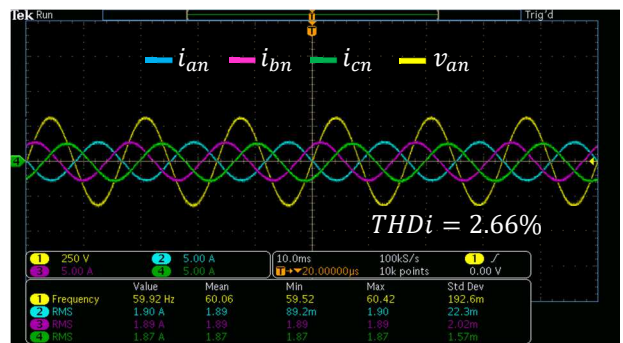 Tek Run Trig'd
U
T
i_an i_bn i_cn v_an
4
THDi = 2.66%
1 250 V 2 5.00 A 10.0ms 100kS/s 1 ∫
3 5.00 A 4 5.00 A T→▼20.00000µs 10k points 0.00 V
Value Mean Min Max Std Dev
1 Frequency 59.92 Hz 60.06 59.52 60.42 192.6m
2 RMS 1.90 A 1.89 89.2m 1.90 22.3m
3 RMS 1.89 A 1.89 1.89 1.89 2.02m
4 RMS 1.87 A 1.87 1.87 1.87 1.57m